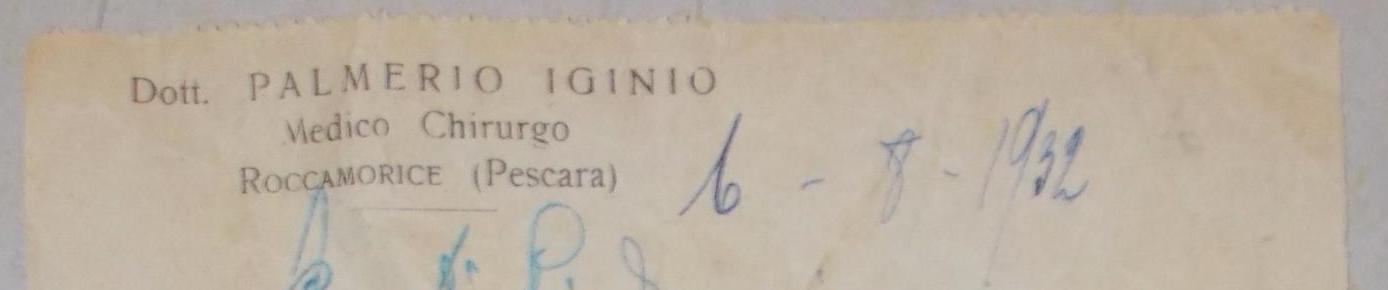 Dott. PALMERIO IGINIO
Medico Chirurgo
ROCCAMORICE (Pescara)
6 - 8 - 1932